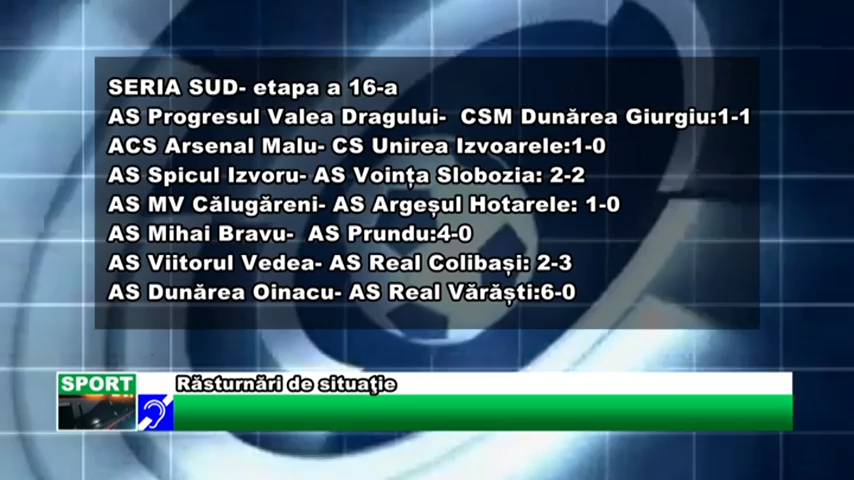 SERIA SUD- etapa a 16-a
AS Progresul Valea Dragului-  CSM Dunărea Giurgiu:1-1
ACS Arsenal Malu- CS Unirea Izvoarele:1-0
AS Spicul Izvoru- AS Voința Slobozia: 2-2
AS MV Călugăreni- AS Argeșul Hotarele: 1-0
AS Mihai Bravu-  AS Prundu:4-0
AS Viitorul Vedea- AS Real Colibași: 2-3
AS Dunărea Oinacu- AS Real Vărăști:6-0
SPORT
Răsturnări de situaţie